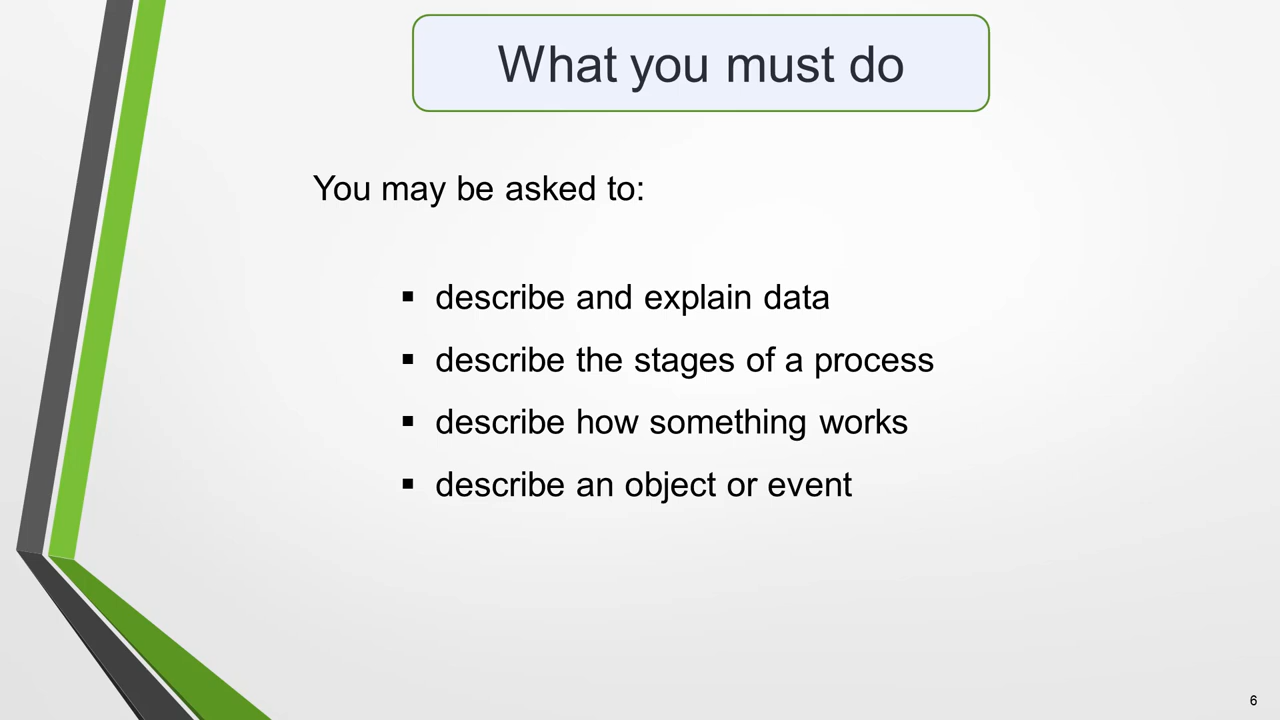 What you must do
You may be asked to:
▪ describe and explain data
▪ describe the stages of a process
▪ describe how something works
▪ describe an object or event
6